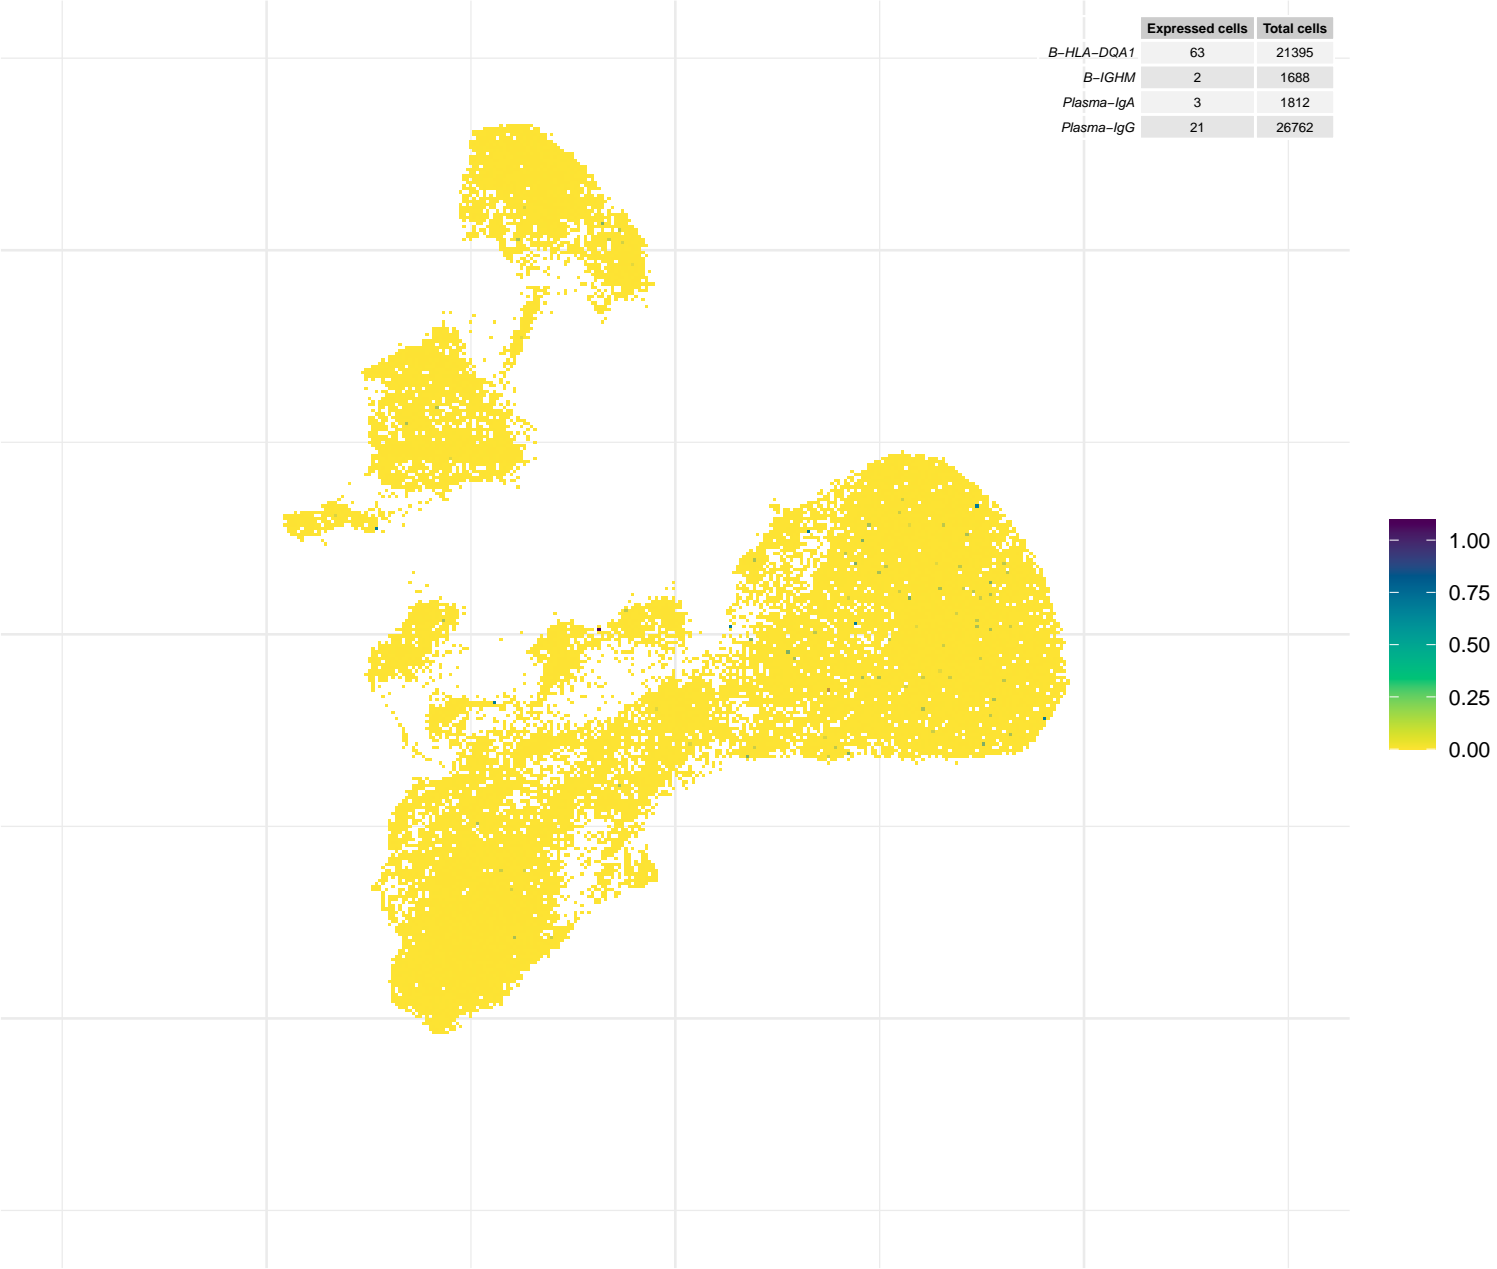 Expressed cells Total cells
B−HLA−DQA1 63 21395
B−IGHM 2 1688
Plasma−IgA 3 1812
Plasma−IgG 21 26762
1.00
0.75
0.50
0.25
0.00